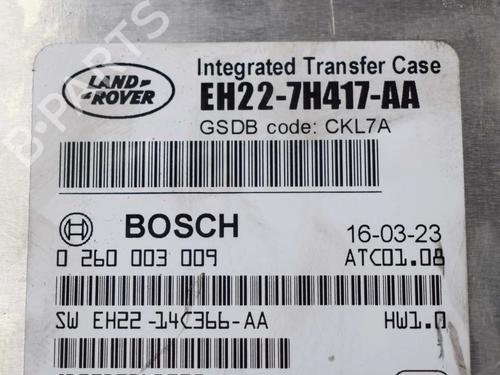 LAND-
ROVER
Integrated Transfer Case
EH22-7H417-AA
GSDB code: CKL7A
BOSCH
16-03-23
0 260 003 009
ATC01.08
SW EH22-14C366-AA
HW1.0
B-PARTS